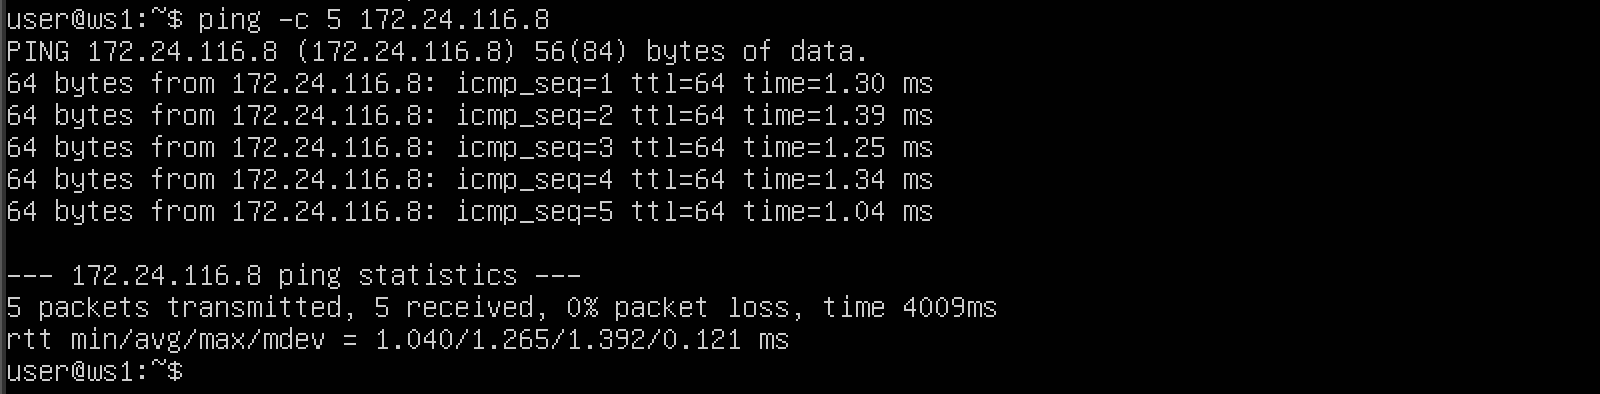 user@ws1:~$ ping -c 5 172.24.116.8
PING 172.24.116.8 (172.24.116.8) 56(84) bytes of data.
64 bytes from 172.24.116.8: icmp_seq=1 ttl=64 time=1.30 ms
64 bytes from 172.24.116.8: icmp_seq=2 ttl=64 time=1.39 ms
64 bytes from 172.24.116.8: icmp_seq=3 ttl=64 time=1.25 ms
64 bytes from 172.24.116.8: icmp_seq=4 ttl=64 time=1.34 ms
64 bytes from 172.24.116.8: icmp_seq=5 ttl=64 time=1.04 ms

--- 172.24.116.8 ping statistics ---
5 packets transmitted, 5 received, 0% packet loss, time 4009ms
rtt min/avg/max/mdev = 1.040/1.265/1.392/0.121 ms
user@ws1:~$